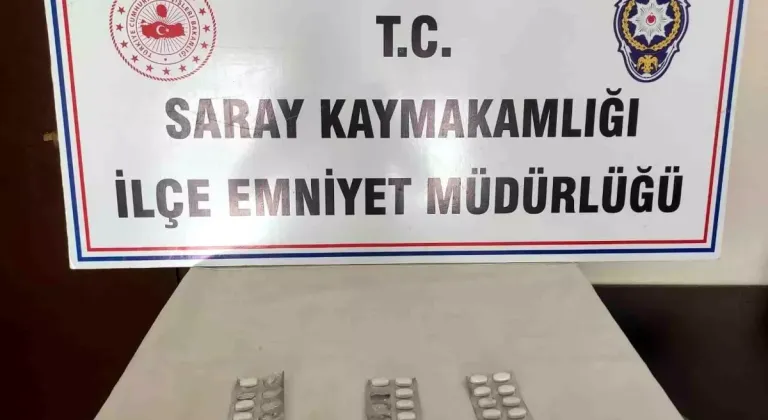 T.C.
SARAY KAYMAKAMLIĞI
İLÇE EMNİYET MÜDÜRLÜĞÜ